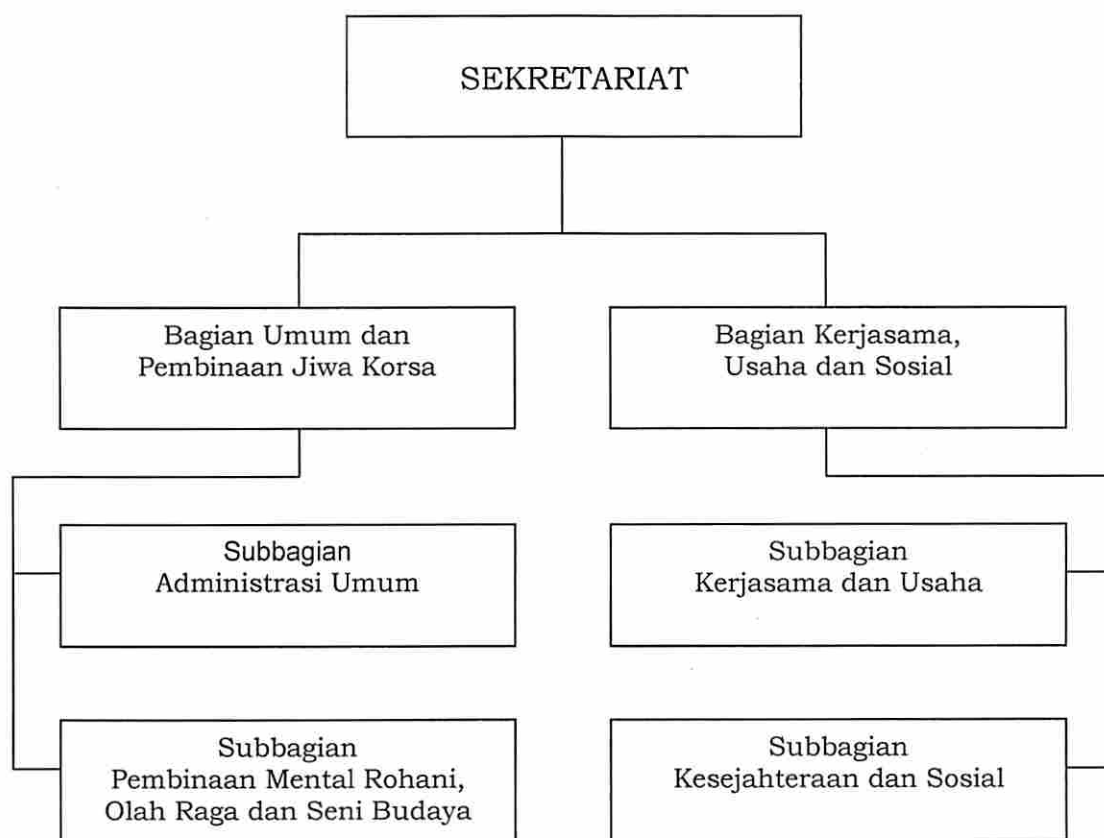 SEKRETARIAT
Bagian Umum dan
Pembinaan Jiwa Korsa
Bagian Kerjasama,
Usaha dan Sosial
Subbagian
Administrasi Umum
Subbagian
Kerjasama dan Usaha
Subbagian
Pembinaan Mental Rohani,
Olah Raga dan Seni Budaya
Subbagian
Kesejahteraan dan Sosial